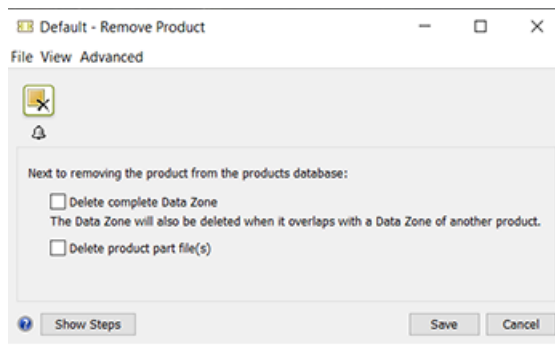 Default - Remove Product
File View Advanced
Next to removing the product from the products database:
Delete complete Data Zone
The Data Zone will also be deleted when it overlaps with a Data Zone of another product.
Delete product part file(s)
Show Steps Save Cancel